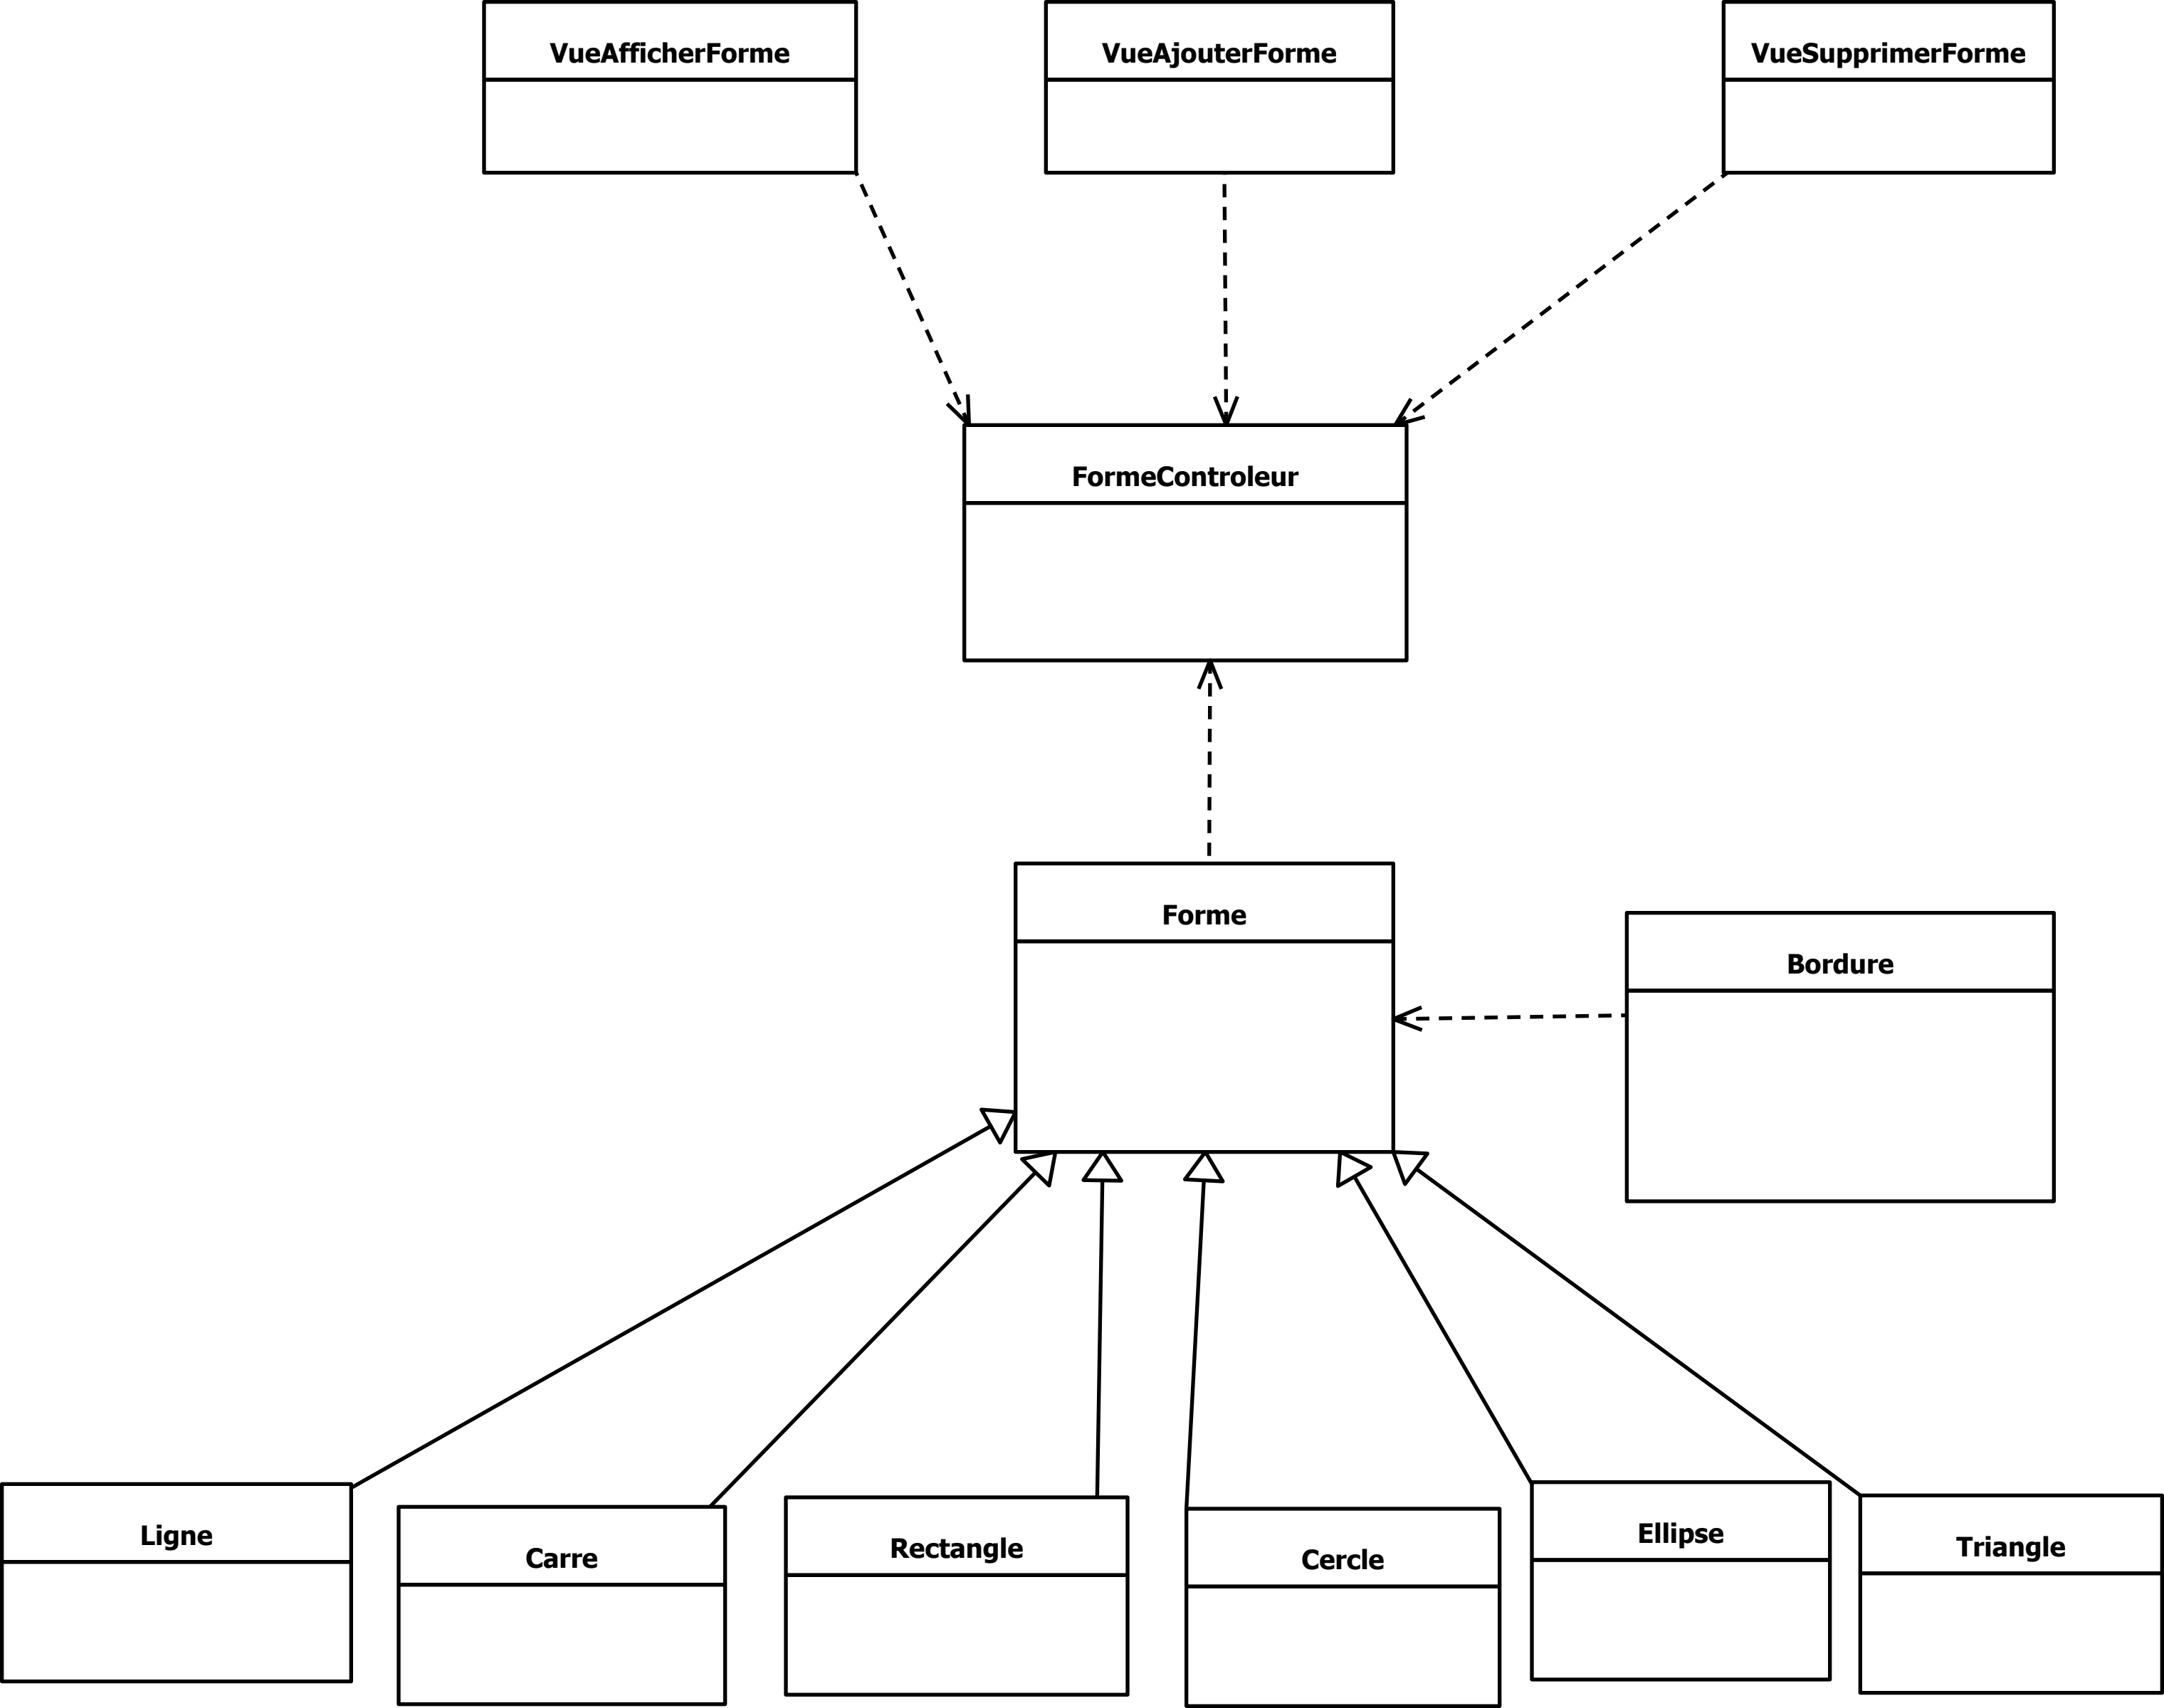 VueAfficherForme
VueAjouterForme
VueSupprimerForme
FormeControleur
Forme
Bordure
Ligne
Carre
Rectangle
Cercle
Ellipse
Triangle